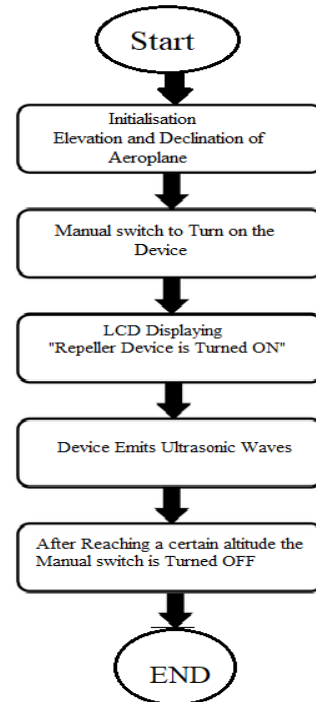 Start
Initialisation
Elevation and Declination of
Aeroplane
Manual switch to Turn on the
Device
LCD Displaying
"Repeller Device is Turned ON"
Device Emits Ultrasonic Waves
After Reaching a certain altitude the
Manual switch is Turned OFF
END